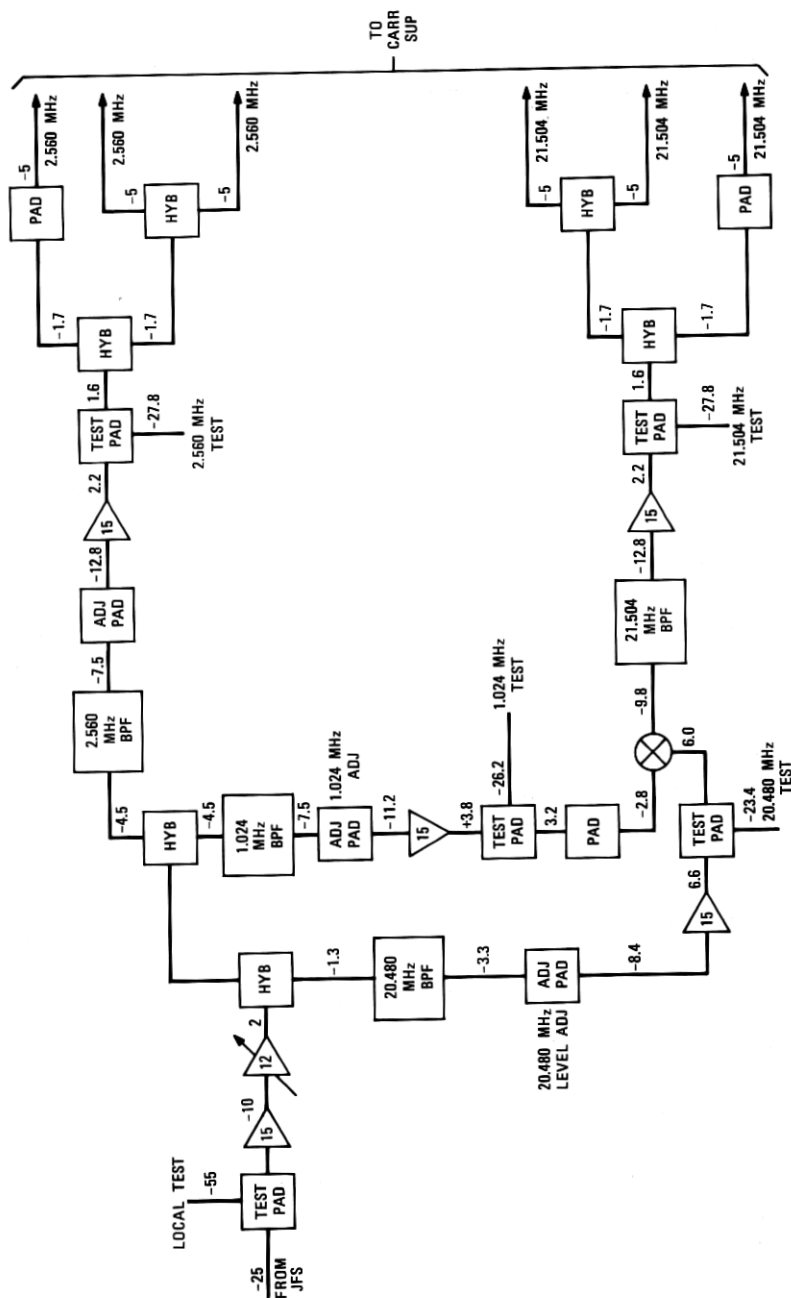 -25
FROM
JFS
TEST
PAD
-55
LOCAL TEST
15
-10
12
2
HYB
-1.3
20.480
MHz
BPF
-3.3
ADJ
PAD
20.480 MHz
LEVEL ADJ
-8.4
15
6.6
TEST
PAD
-23.4
20.480 MHz
TEST
6.0
HYB
-4.5
-4.5
1.024
MHz
BPF
-7.5
ADJ
PAD
1.024 MHz
ADJ
-11.2
15
+3.8
TEST
PAD
-26.2
1.024 MHz
TEST
3.2
PAD
-2.8
2.560
MHz
BPF
-7.5
ADJ
PAD
-12.8
15
2.2
TEST
PAD
-27.8
2.560 MHz
TEST
1.6
HYB
-1.7
-1.7
PAD
-5
2.560 MHz
HYB
-5
2.560 MHz
-5
2.560 MHz
-9.8
21.504
MHz
BPF
-12.8
15
2.2
TEST
PAD
-27.8
21.504 MHz
TEST
1.6
HYB
-1.7
-1.7
HYB
-5
21.504 MHz
-5
21.504 MHz
PAD
-5
21.504 MHz
TO
CARR
SUP